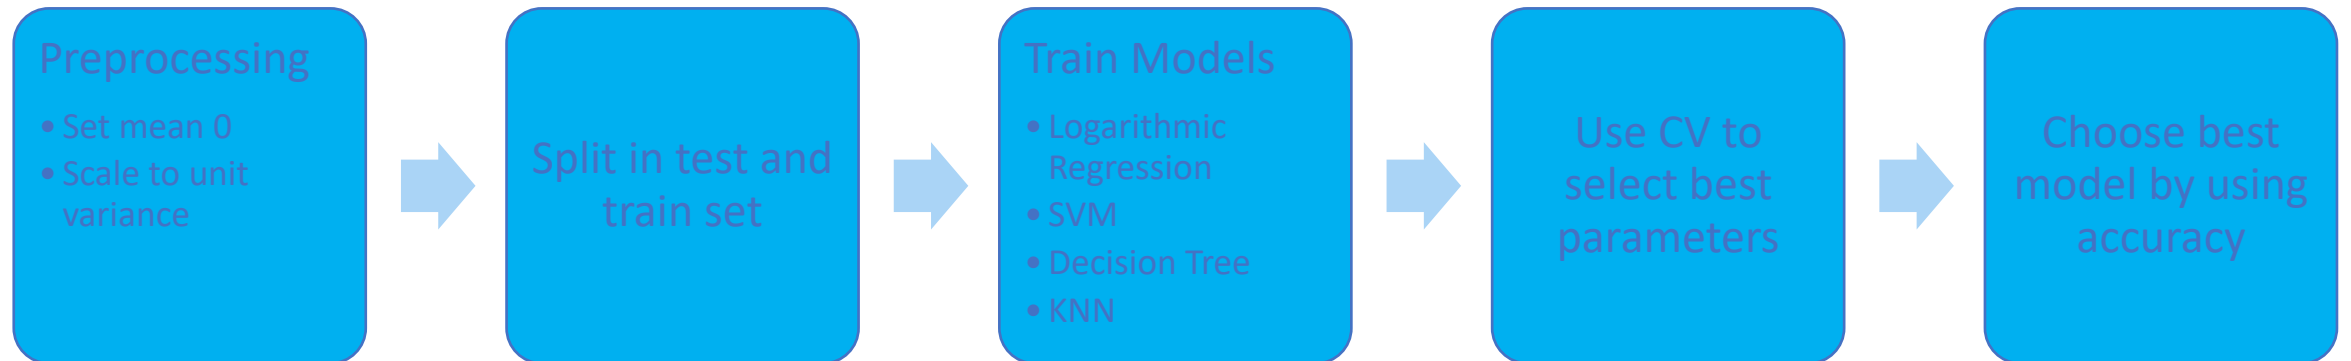 Preprocessing
• Set mean 0
• Scale to unit
variance
Split in test and
train set
Train Models
• Logarithmic
Regression
• SVM
• Decision Tree
• KNN
Use CV to
select best
parameters
Choose best
model by using
accuracy